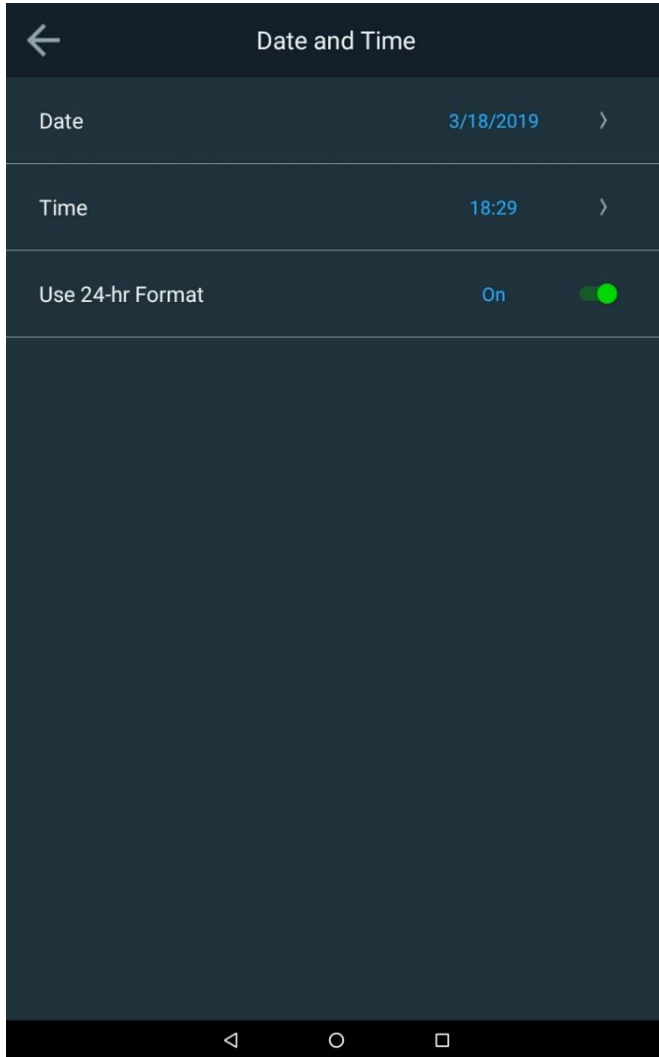 Date and Time
Date 3/18/2019
Time 18:29
Use 24-hr Format On